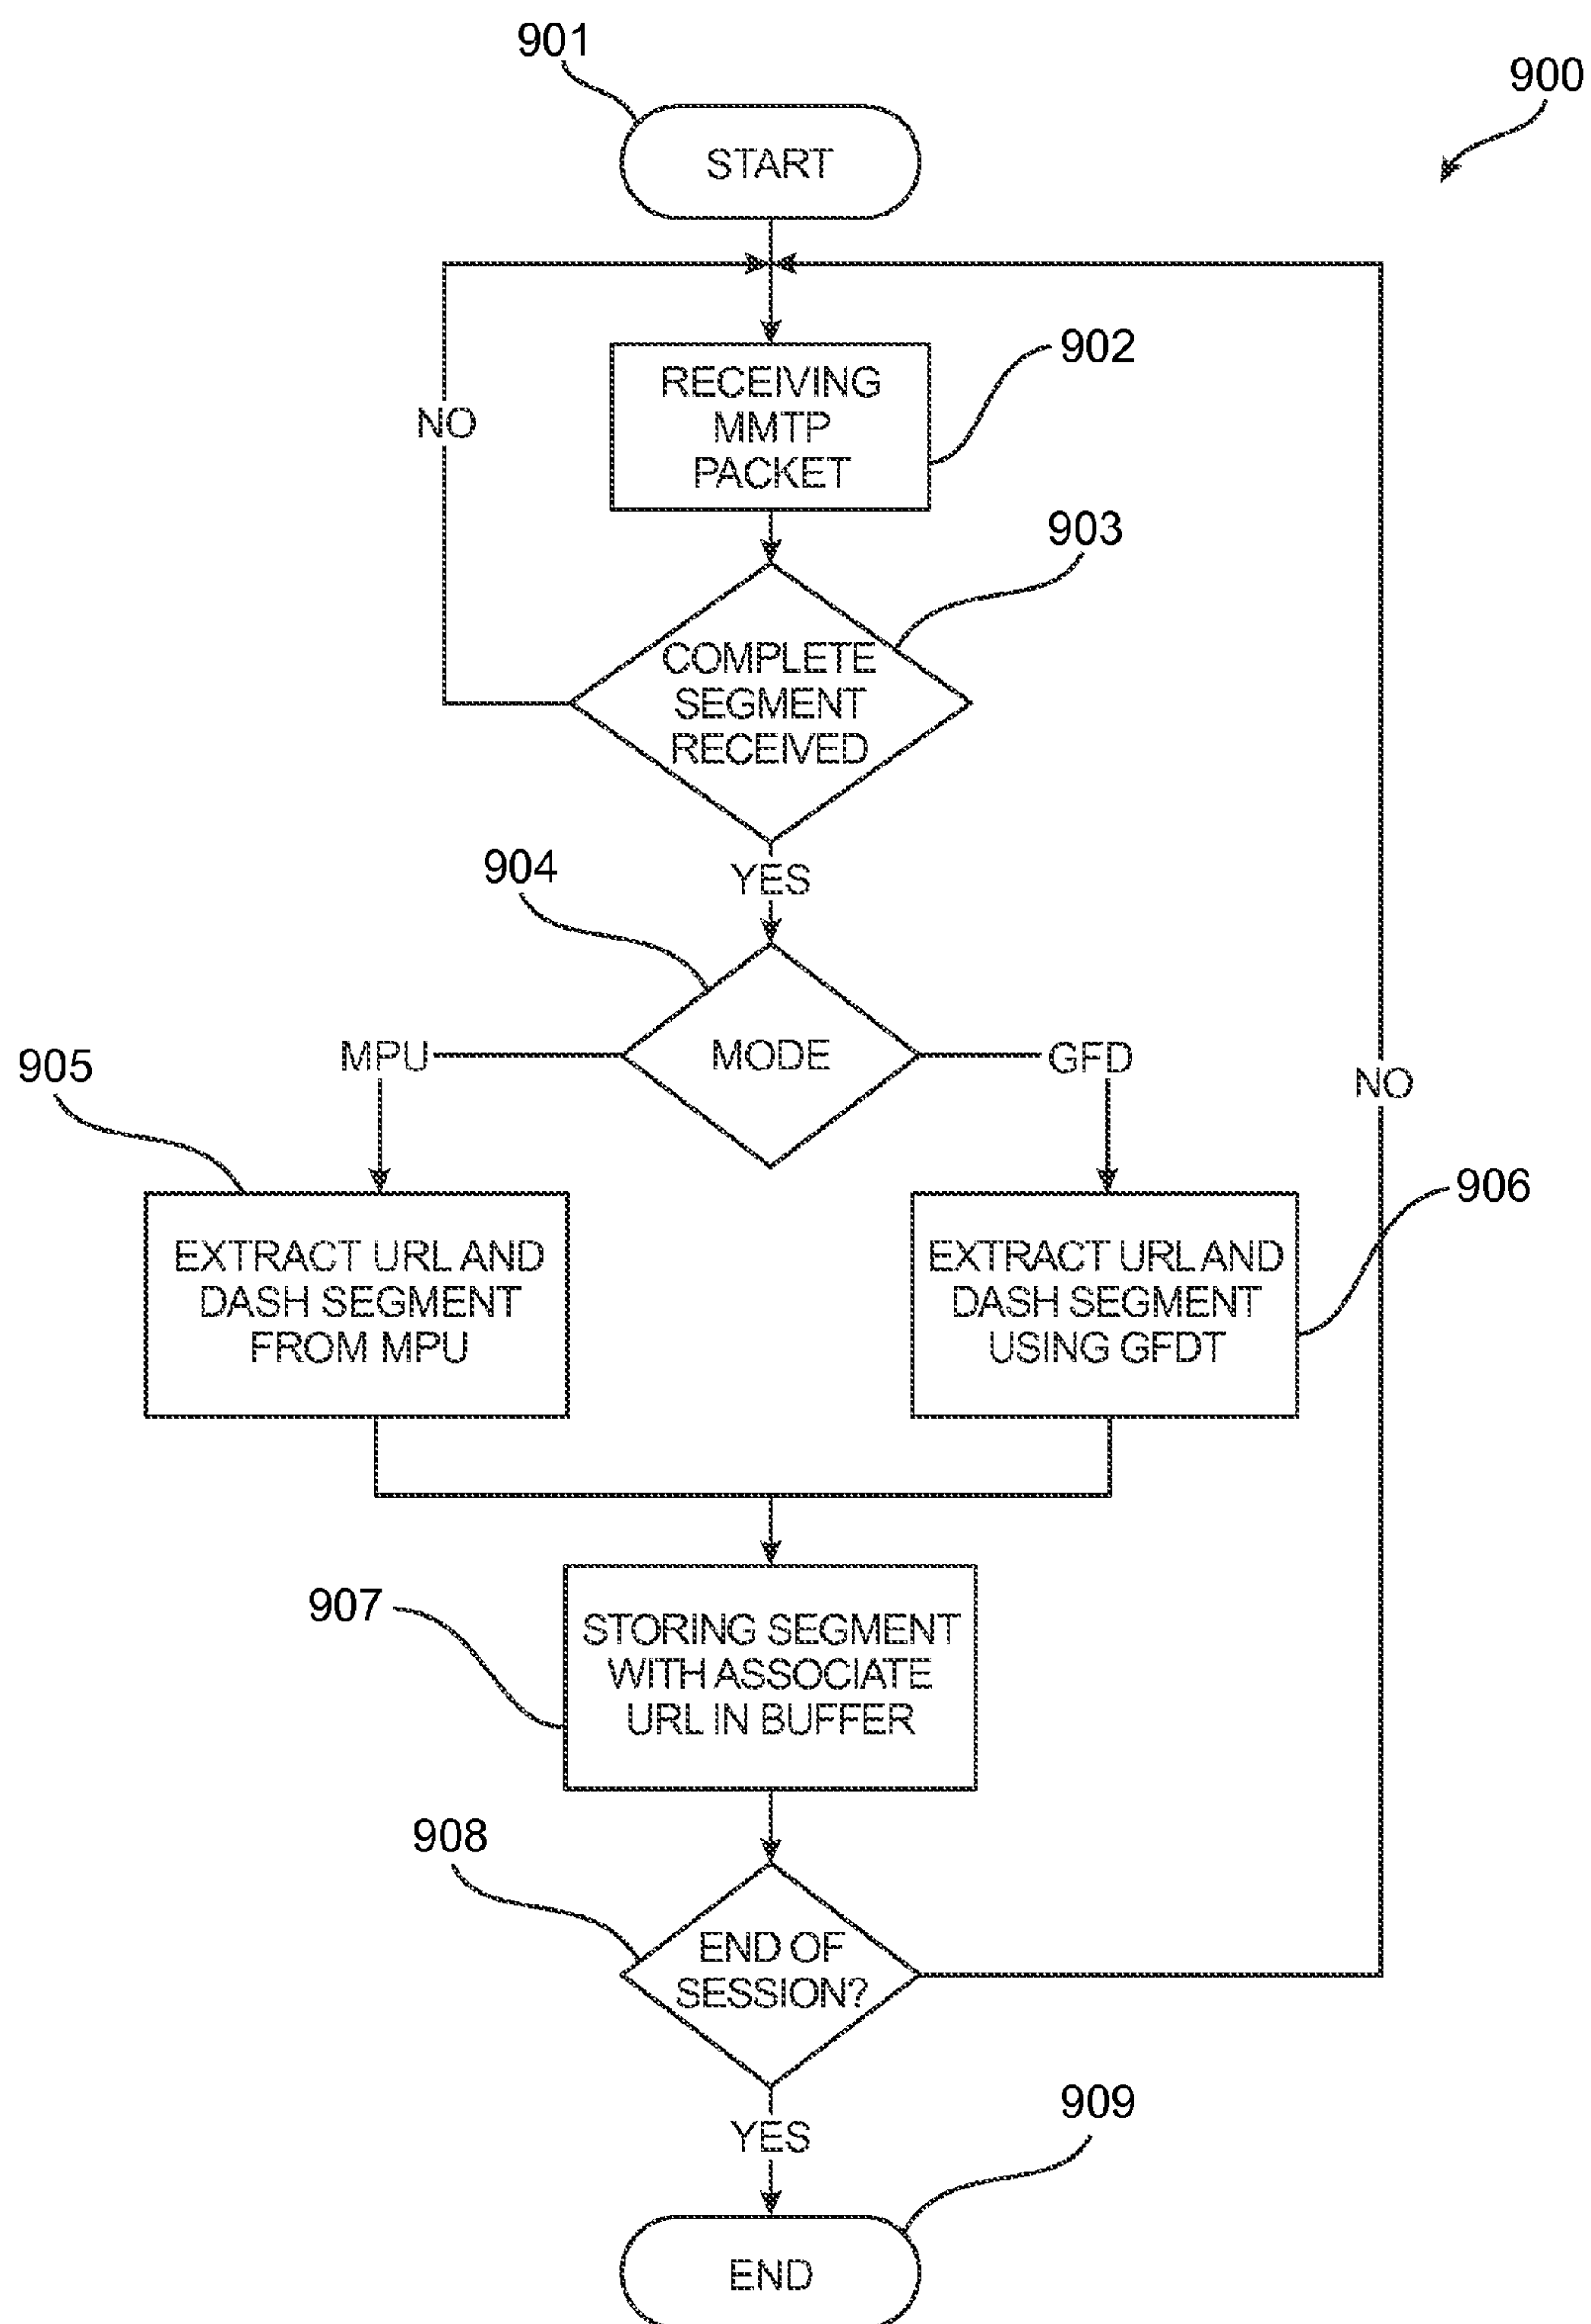 901
900
START
902
RECEIVING
MMTP
PACKET
NO
903
COMPLETE
SEGMENT
RECEIVED
YES
904
MODE
MPU
GFD
NO
905
906
EXTRACT URL AND
DASH SEGMENT
FROM MPU
EXTRACT URL AND
DASH SEGMENT
USING GFDT
907
STORING SEGMENT
WITH ASSOCIATE
URL IN BUFFER
908
END OF
SESSION?
YES
909
END